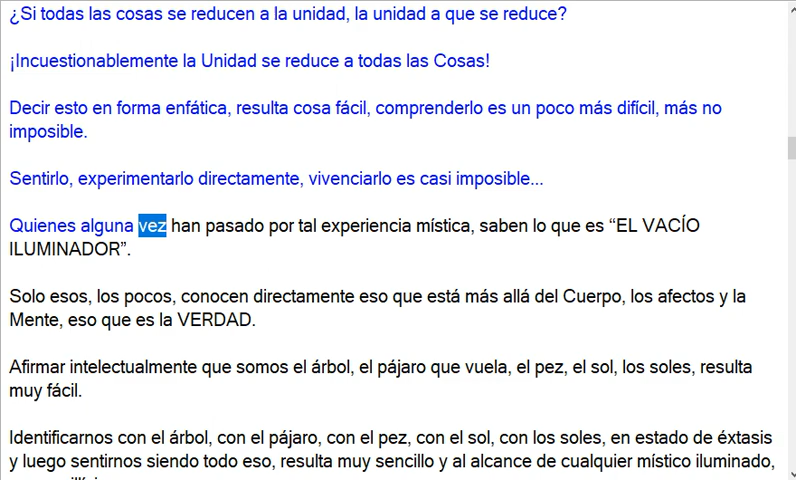 ¿Si todas las cosas se reducen a la unidad, la unidad a que se reduce?
¡Incuestionablemente la Unidad se reduce a todas las Cosas!
Decir esto en forma enfática, resulta cosa fácil, comprenderlo es un poco más difícil, más no
imposible.
Sentirlo, experimentarlo directamente, vivenciarlo es casi imposible...
Quienes alguna vez han pasado por tal experiencia mística, saben lo que es “EL VACÍO
ILUMINADOR”.
Solo esos, los pocos, conocen directamente eso que está más allá del Cuerpo, los afectos y la
Mente, eso que es la VERDAD.
Afirmar intelectualmente que somos el árbol, el pájaro que vuela, el pez, el sol, los soles, resulta
muy fácil.
Identificarnos con el árbol, con el pájaro, con el pez, con el sol, con los soles, en estado de éxtasis
y luego sentirnos siendo todo eso, resulta muy sencillo y al alcance de cualquier místico iluminado,